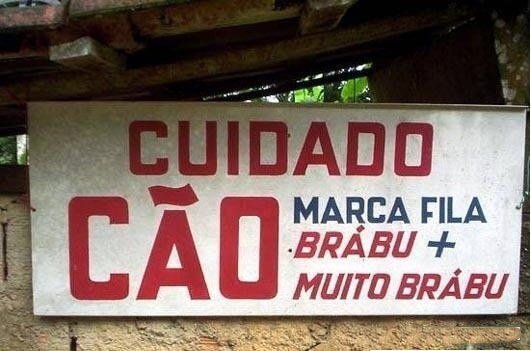 CUIDADO
CÃO
MARCA FILA
BRÁBU +
MUITO BRÁBU